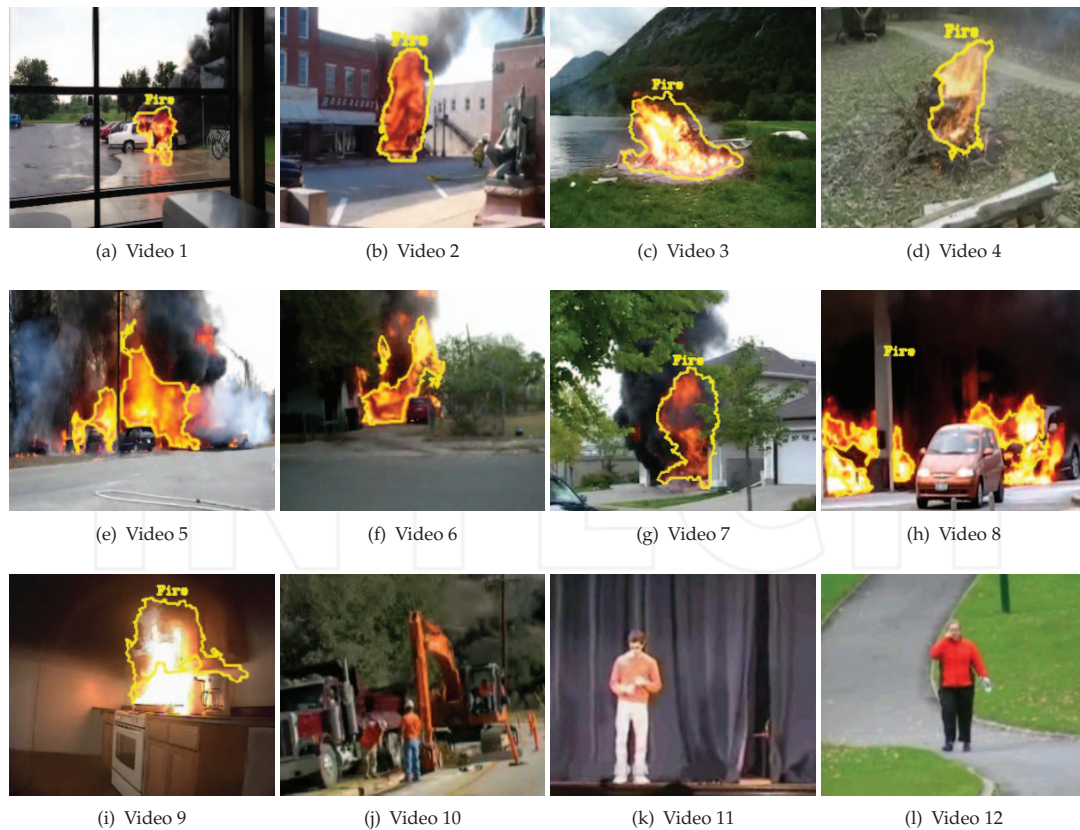 Fire
Fire
Fire
Fire
(a) Video 1
(b) Video 2
(c) Video 3
(d) Video 4
Fire
Fire
(e) Video 5
(f) Video 6
(g) Video 7
(h) Video 8
INTECH
Fire
(i) Video 9
(j) Video 10
(k) Video 11
(l) Video 12